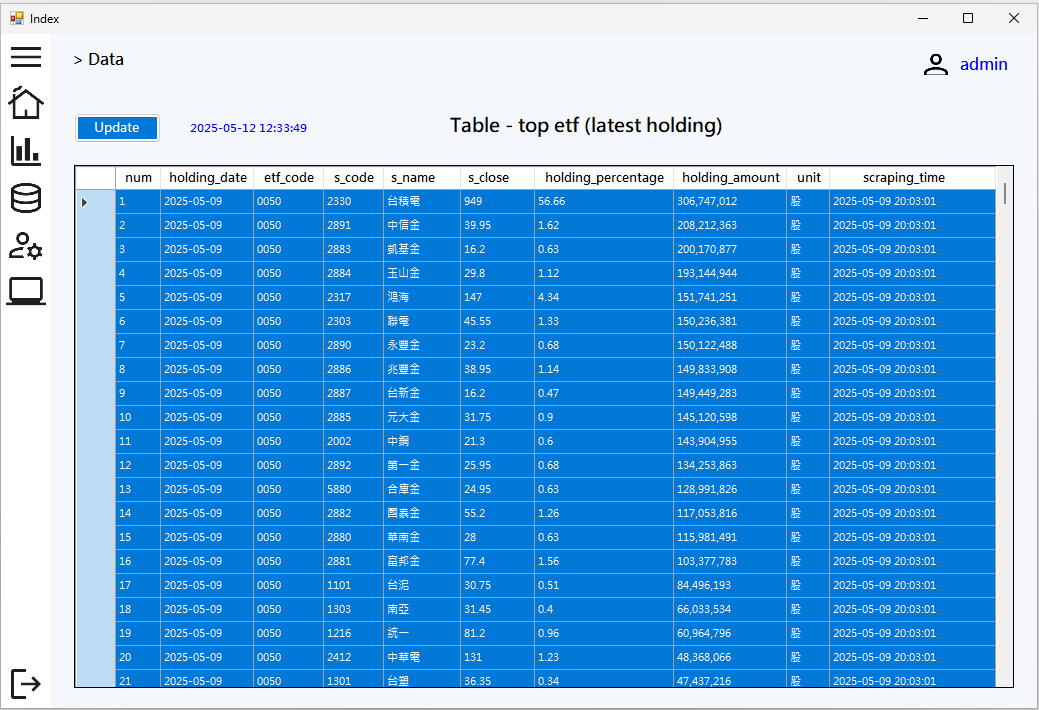 Index
> Data
admin
Update 2025-05-12 12:33:49 Table - top etf (latest holding)
num holding_date etf_code s_code s_name s_close holding_percentage holding_amount unit scraping_time
1 2025-05-09 0050 2330 台積電 949 56.66 306,747,012 股 2025-05-09 20:03:01
2 2025-05-09 0050 2891 中信金 39.95 1.62 208,212,363 股 2025-05-09 20:03:01
3 2025-05-09 0050 2883 凱基金 16.2 0.63 200,170,877 股 2025-05-09 20:03:01
4 2025-05-09 0050 2884 玉山金 29.8 1.12 193,144,944 股 2025-05-09 20:03:01
5 2025-05-09 0050 2317 鴻海 147 4.34 151,741,251 股 2025-05-09 20:03:01
6 2025-05-09 0050 2303 聯電 45.55 1.33 150,236,381 股 2025-05-09 20:03:01
7 2025-05-09 0050 2890 永豐金 23.2 0.68 150,122,488 股 2025-05-09 20:03:01
8 2025-05-09 0050 2886 兆豐金 38.95 1.14 149,833,908 股 2025-05-09 20:03:01
9 2025-05-09 0050 2887 台新金 16.2 0.47 149,449,283 股 2025-05-09 20:03:01
10 2025-05-09 0050 2885 元大金 31.75 0.9 145,120,598 股 2025-05-09 20:03:01
11 2025-05-09 0050 2002 中鋼 21.3 0.6 143,904,955 股 2025-05-09 20:03:01
12 2025-05-09 0050 2892 第一金 25.95 0.68 134,253,863 股 2025-05-09 20:03:01
13 2025-05-09 0050 5880 合庫金 24.95 0.63 128,991,826 股 2025-05-09 20:03:01
14 2025-05-09 0050 2882 國泰金 55.2 1.26 117,053,816 股 2025-05-09 20:03:01
15 2025-05-09 0050 2880 華南金 28 0.63 115,981,491 股 2025-05-09 20:03:01
16 2025-05-09 0050 2881 富邦金 77.4 1.56 103,377,783 股 2025-05-09 20:03:01
17 2025-05-09 0050 1101 台泥 30.75 0.51 84,496,193 股 2025-05-09 20:03:01
18 2025-05-09 0050 1303 南亞 31.45 0.4 66,033,534 股 2025-05-09 20:03:01
19 2025-05-09 0050 1216 統一 81.2 0.96 60,964,796 股 2025-05-09 20:03:01
20 2025-05-09 0050 2412 中華電 131 1.23 48,368,066 股 2025-05-09 20:03:01
21 2025-05-09 0050 1301 台塑 36.35 0.34 47,437,216 股 2025-05-09 20:03:01